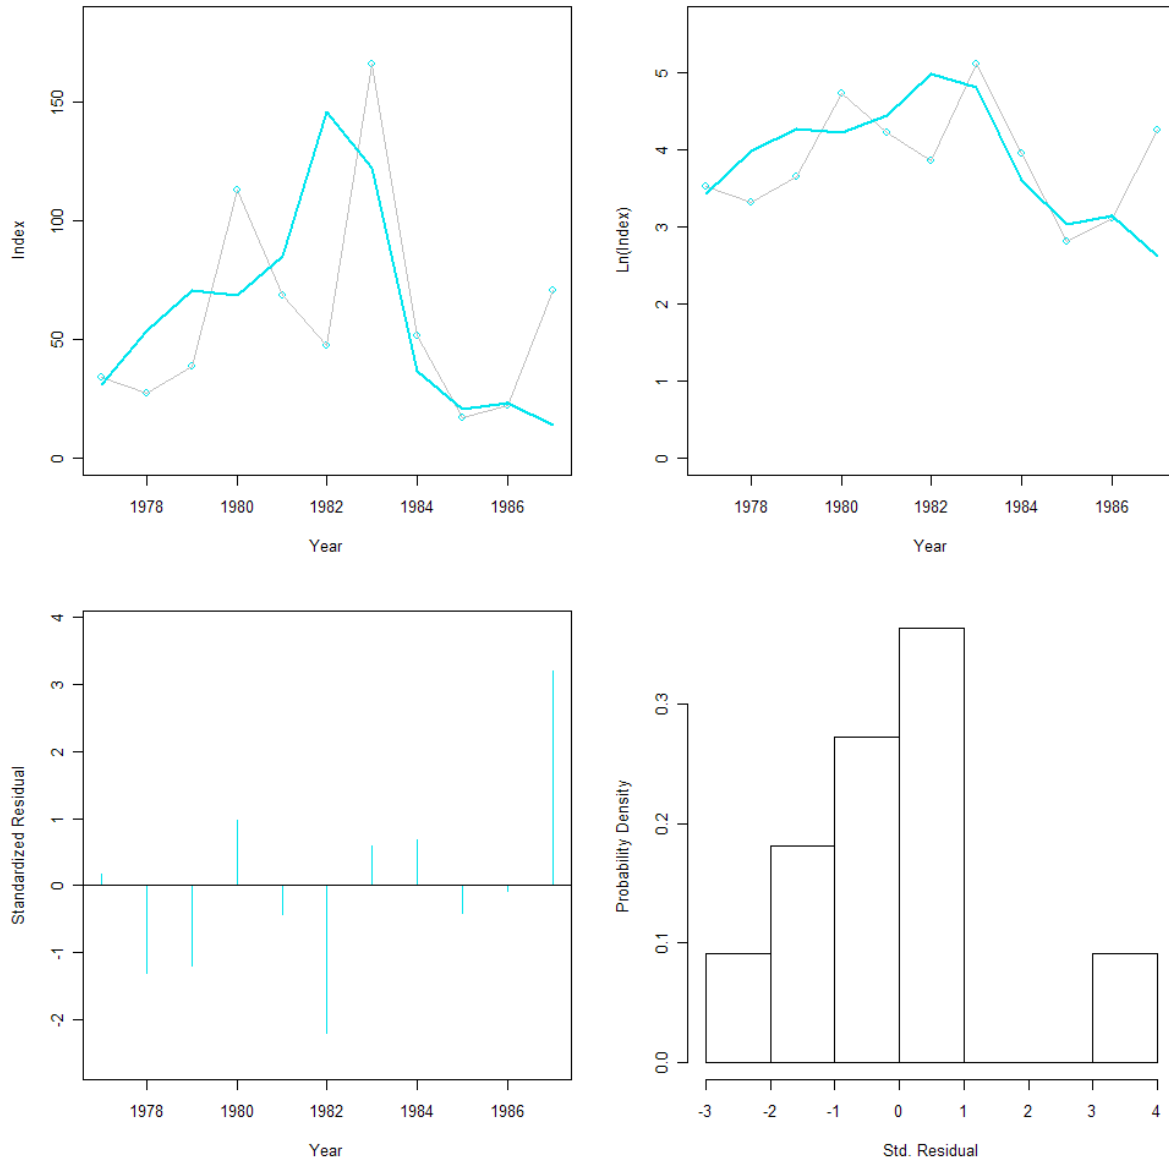 Index
150
100
50
0
1978 1980 1982 1984 1986
Year
Ln(Index)
5
4
3
2
1
0
1978 1980 1982 1984 1986
Year
Standardized Residual
4
3
2
1
0
-1
-2
1978 1980 1982 1984 1986
Year
Probability Density
0.3
0.2
0.1
0.0
-3 -2 -1 0 1 2 3 4
Std. Residual